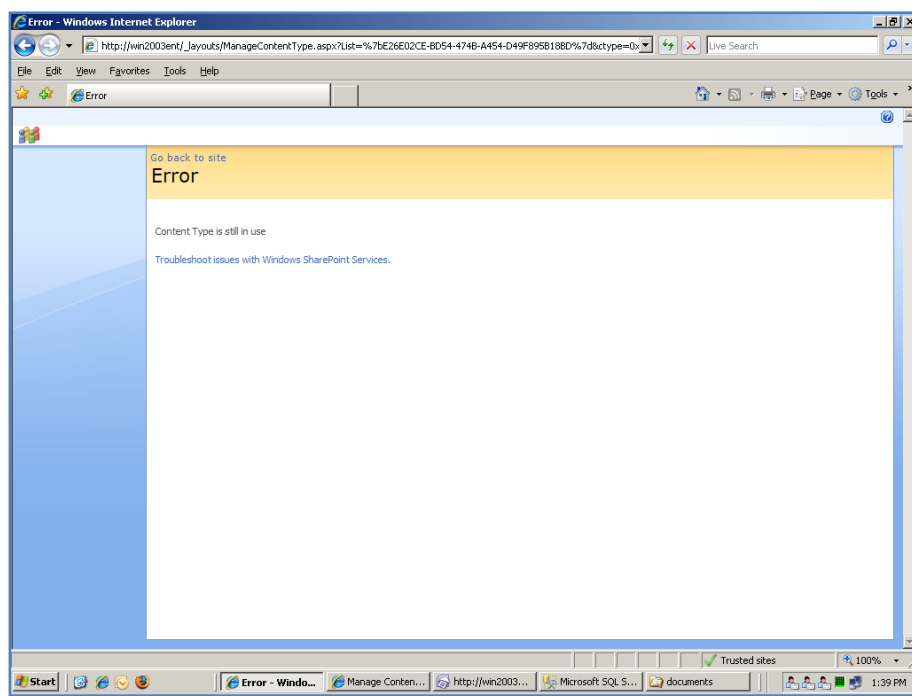 Error - Windows Internet Explorer
http://win2003ent/_layouts/ManageContentType.aspx?List=%7bE26E02CE-BD54-474B-A454-D49F895B18BD%7d&ctype=0x
Live Search
File Edit View Favorites Tools Help
Error
Page
Tools
Go back to site
Error
Content Type is still in use
Troubleshoot issues with Windows SharePoint Services.
Trusted sites
100%
Start
Error - Windo...
Manage Conten...
http://win2003...
Microsoft SQL S...
documents
1:39 PM